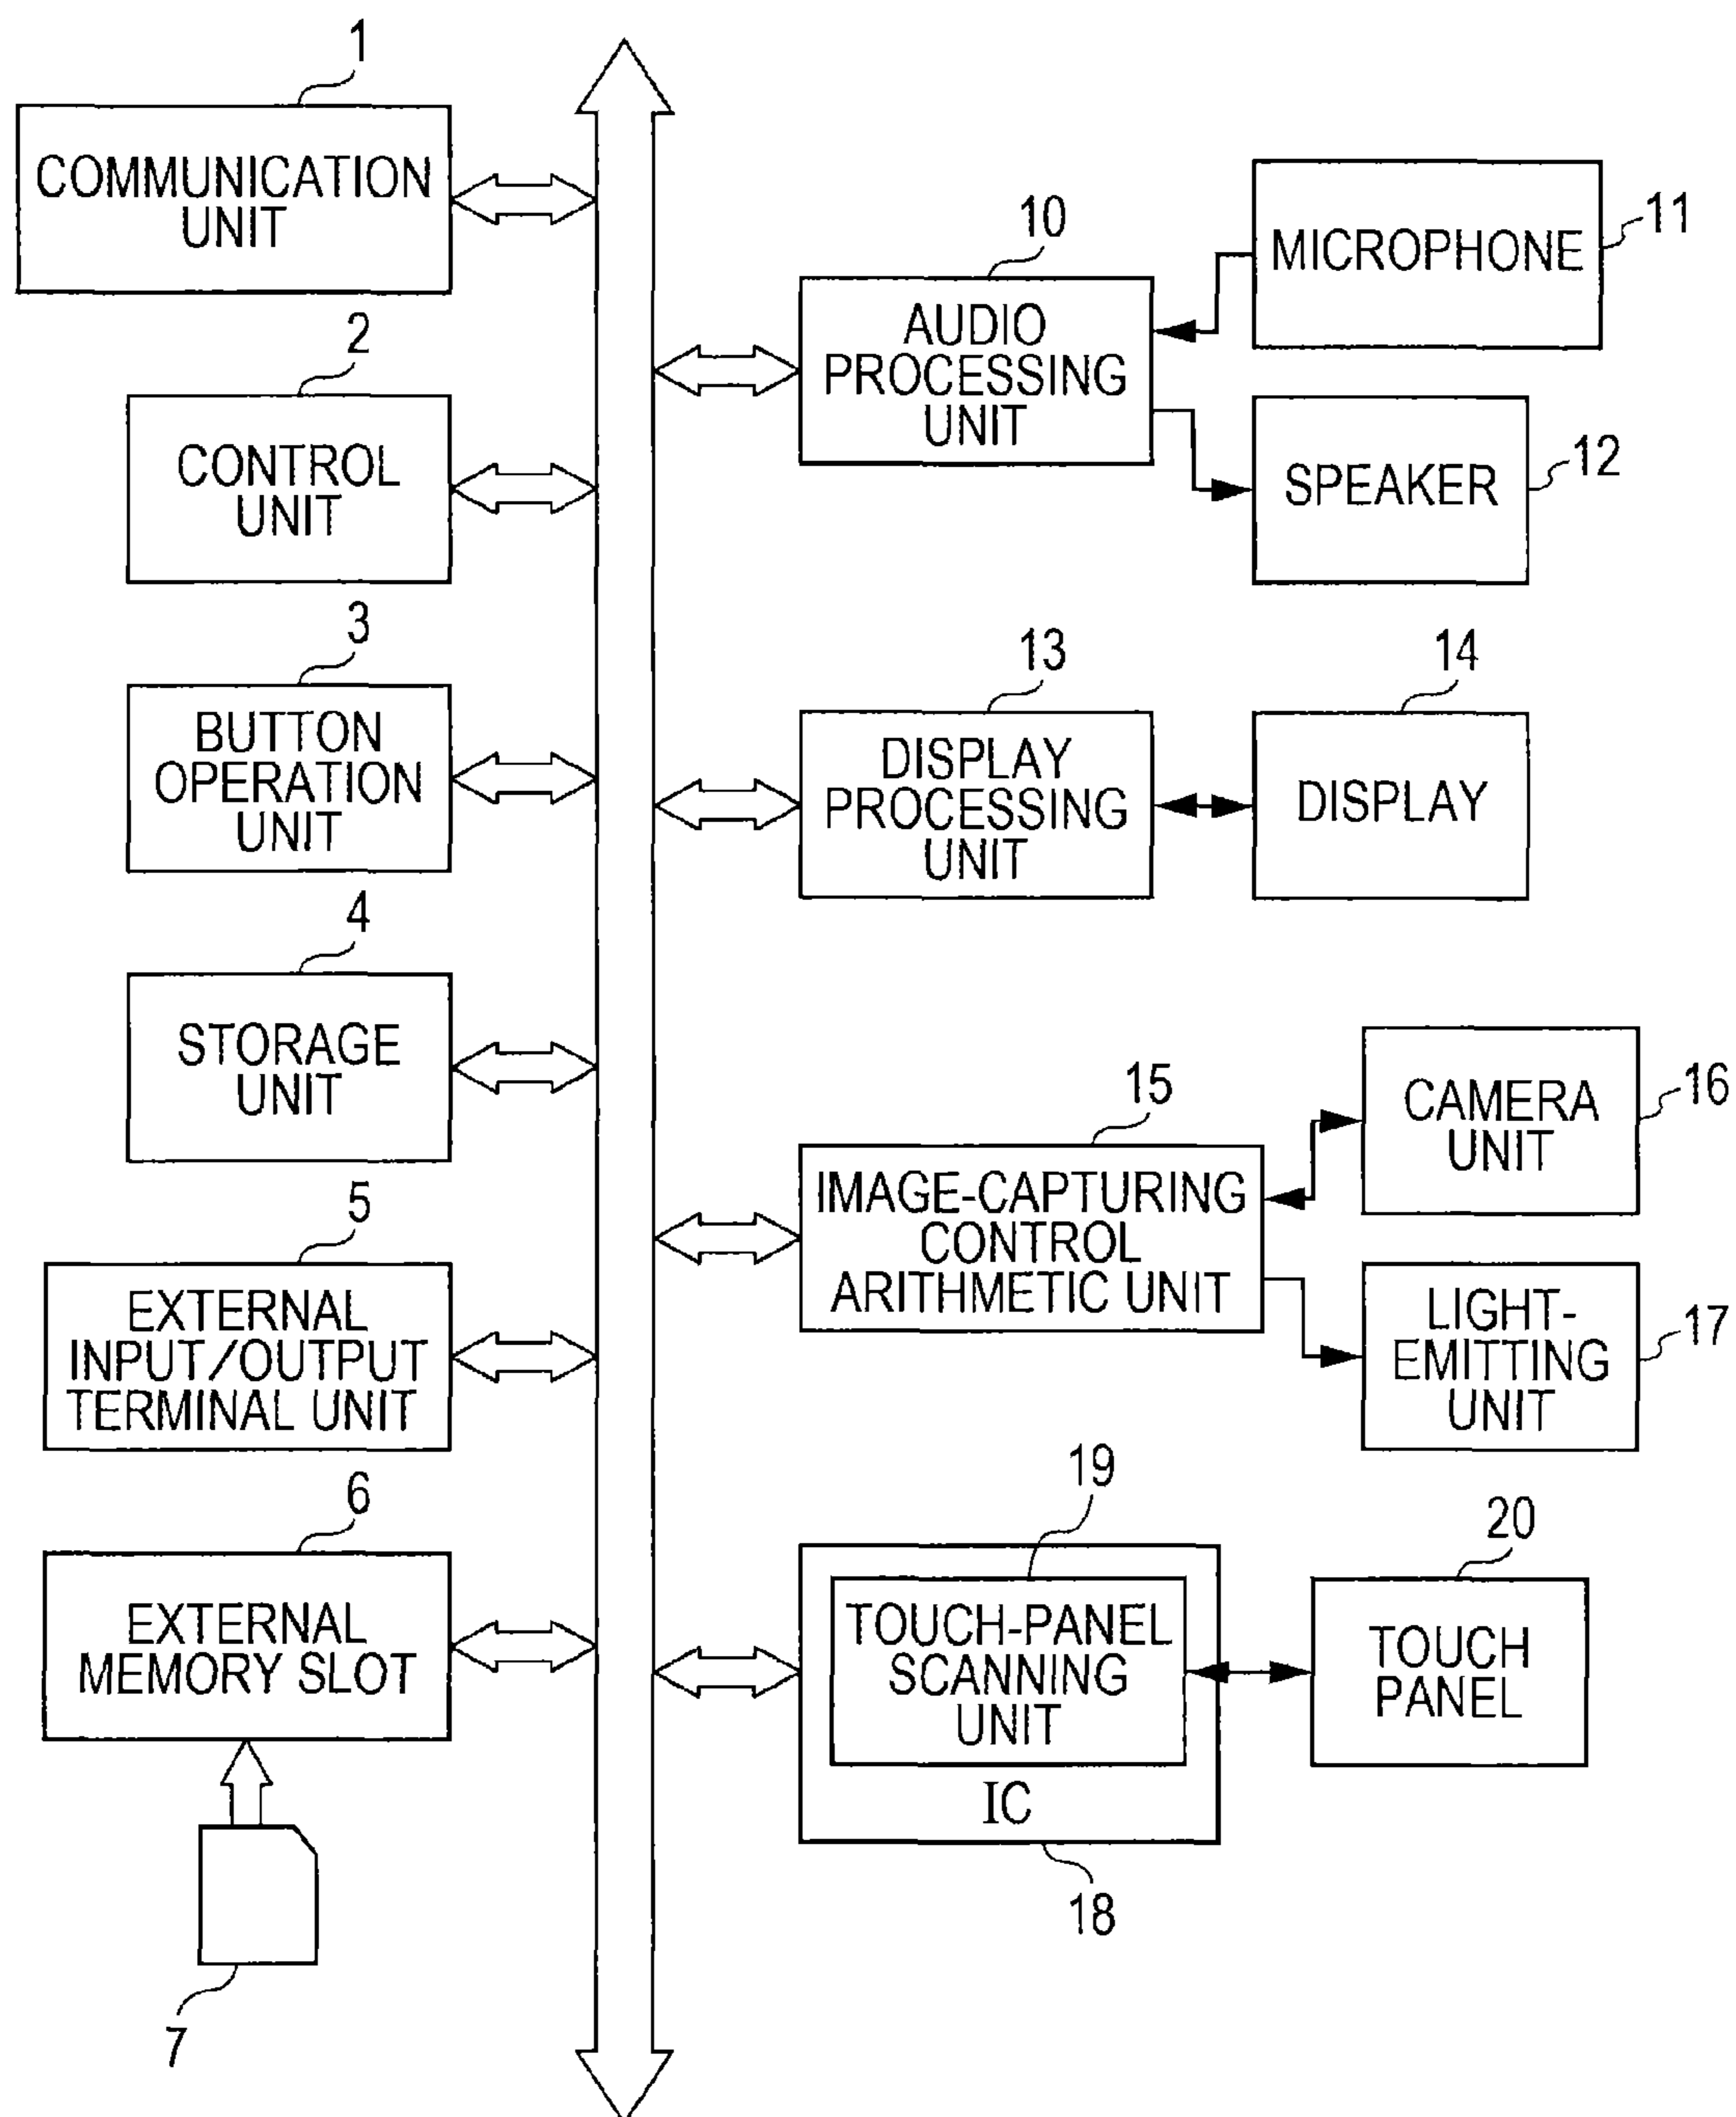 1
COMMUNICATION
UNIT
2
CONTROL
UNIT
3
BUTTON
OPERATION
UNIT
4
STORAGE
UNIT
5
EXTERNAL
INPUT/OUTPUT
TERMINAL UNIT
6
EXTERNAL
MEMORY SLOT
7
10
AUDIO
PROCESSING
UNIT
MICROPHONE
11
SPEAKER
12
13
DISPLAY
PROCESSING
UNIT
14
DISPLAY
15
IMAGE-CAPTURING
CONTROL
ARITHMETIC UNIT
CAMERA
UNIT
16
LIGHT-
EMITTING
UNIT
17
19
TOUCH-PANEL
SCANNING
UNIT
IC
18
20
TOUCH
PANEL